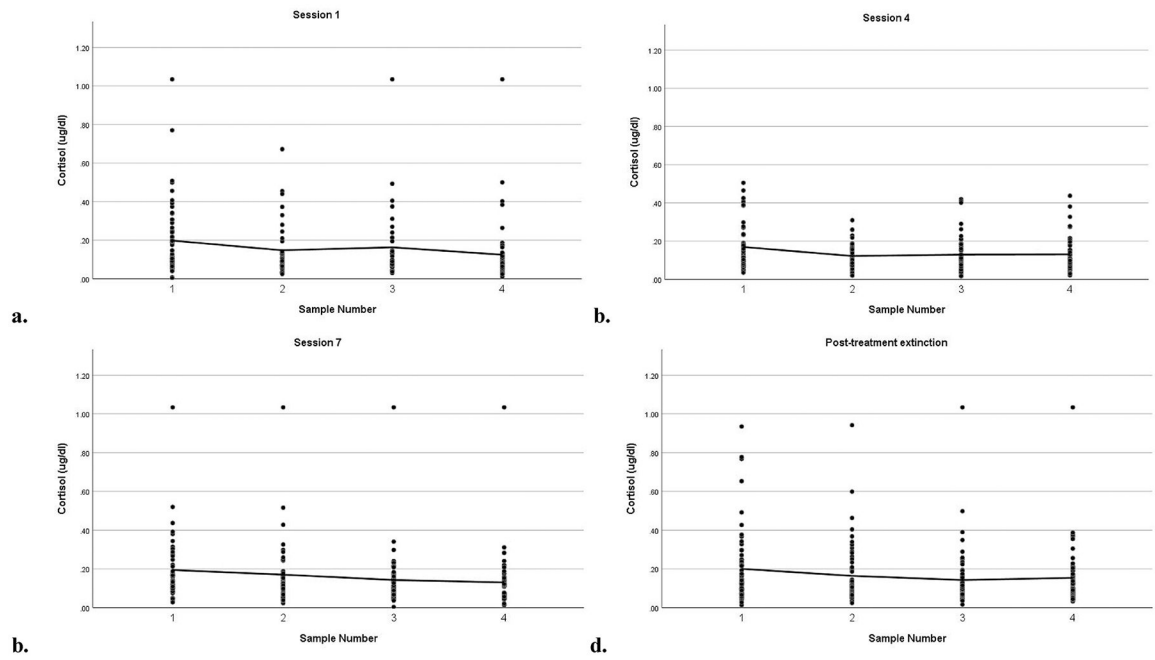 Session 1
1.20
1.00
.80
.60
.40
.20
.00
Cortisol (ug/dl)
1 2 3 4
Sample Number
a.
Session 4
1.20
1.00
.80
.60
.40
.20
.00
Cortisol (ug/dl)
1 2 3 4
Sample Number
b.
Session 7
1.20
1.00
.80
.60
.40
.20
.00
Cortisol (ug/dl)
1 2 3 4
Sample Number
b.
Post-treatment extinction
1.20
1.00
.80
.60
.40
.20
.00
Cortisol (ug/dl)
1 2 3 4
Sample Number
d.